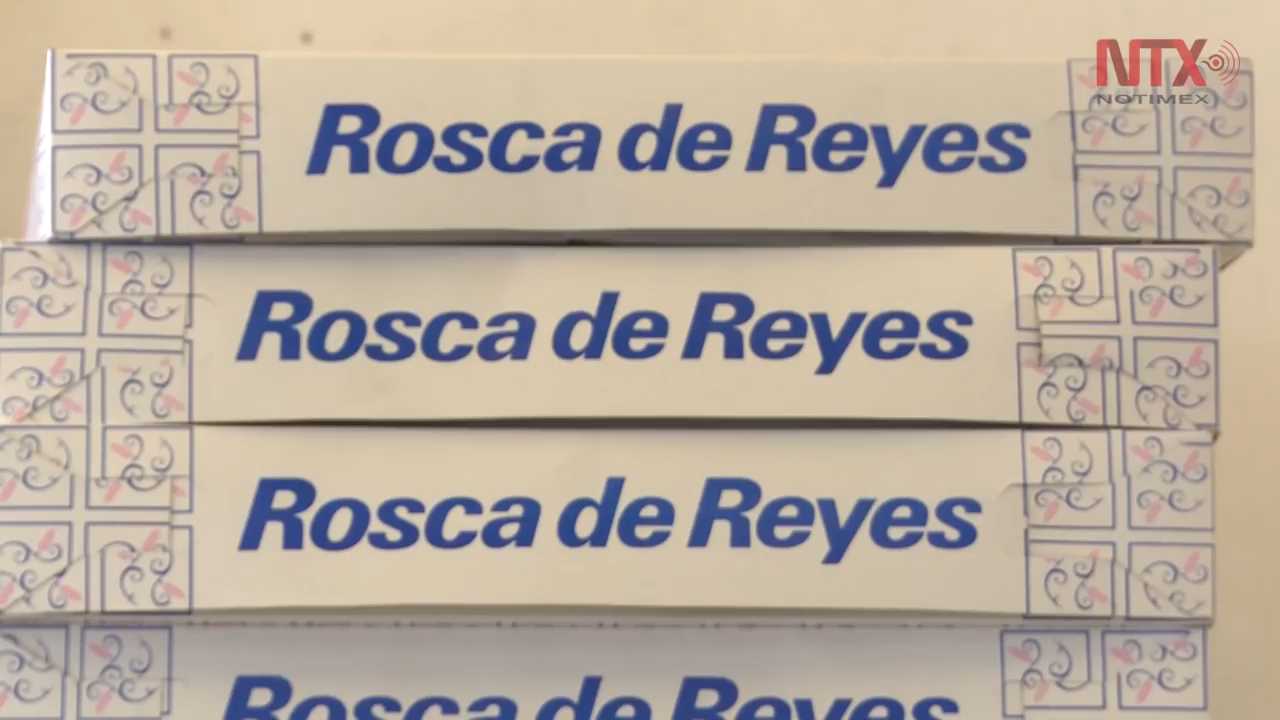 NTX
NOTIMEX
Rosca de Reyes
Rosca de Reyes
Rosca de Reyes
Rosca de Reyes